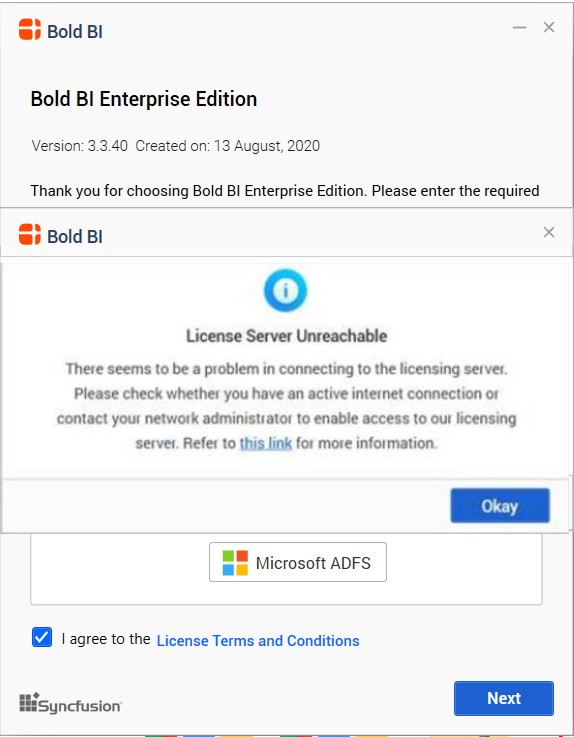 Bold BI
Bold BI Enterprise Edition
Version: 3.3.40 Created on: 13 August, 2020
Thank you for choosing Bold BI Enterprise Edition. Please enter the required
Bold BI
License Server Unreachable
There seems to be a problem in connecting to the licensing server.
Please check whether you have an active internet connection or
contact your network administrator to enable access to our licensing
server. Refer to this link for more information.
Okay
Microsoft ADFS
I agree to the License Terms and Conditions
Syncfusion
Next